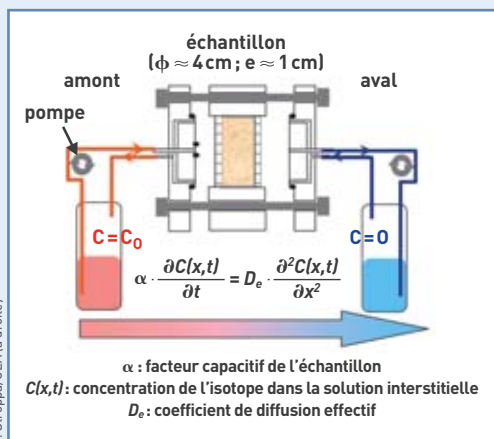 échantillon
(ϕ ≈ 4 cm ; e ≈ 1 cm)
amont
aval
pompe
C=C₀
C=0
α · ∂C(x,t)/∂t = Dₑ · ∂²C(x,t)/∂x²
α : facteur capacitif de l'échantillon
C(x,t) : concentration de l'isotope dans la solution interstitielle
Dₑ : coefficient de diffusion effectif